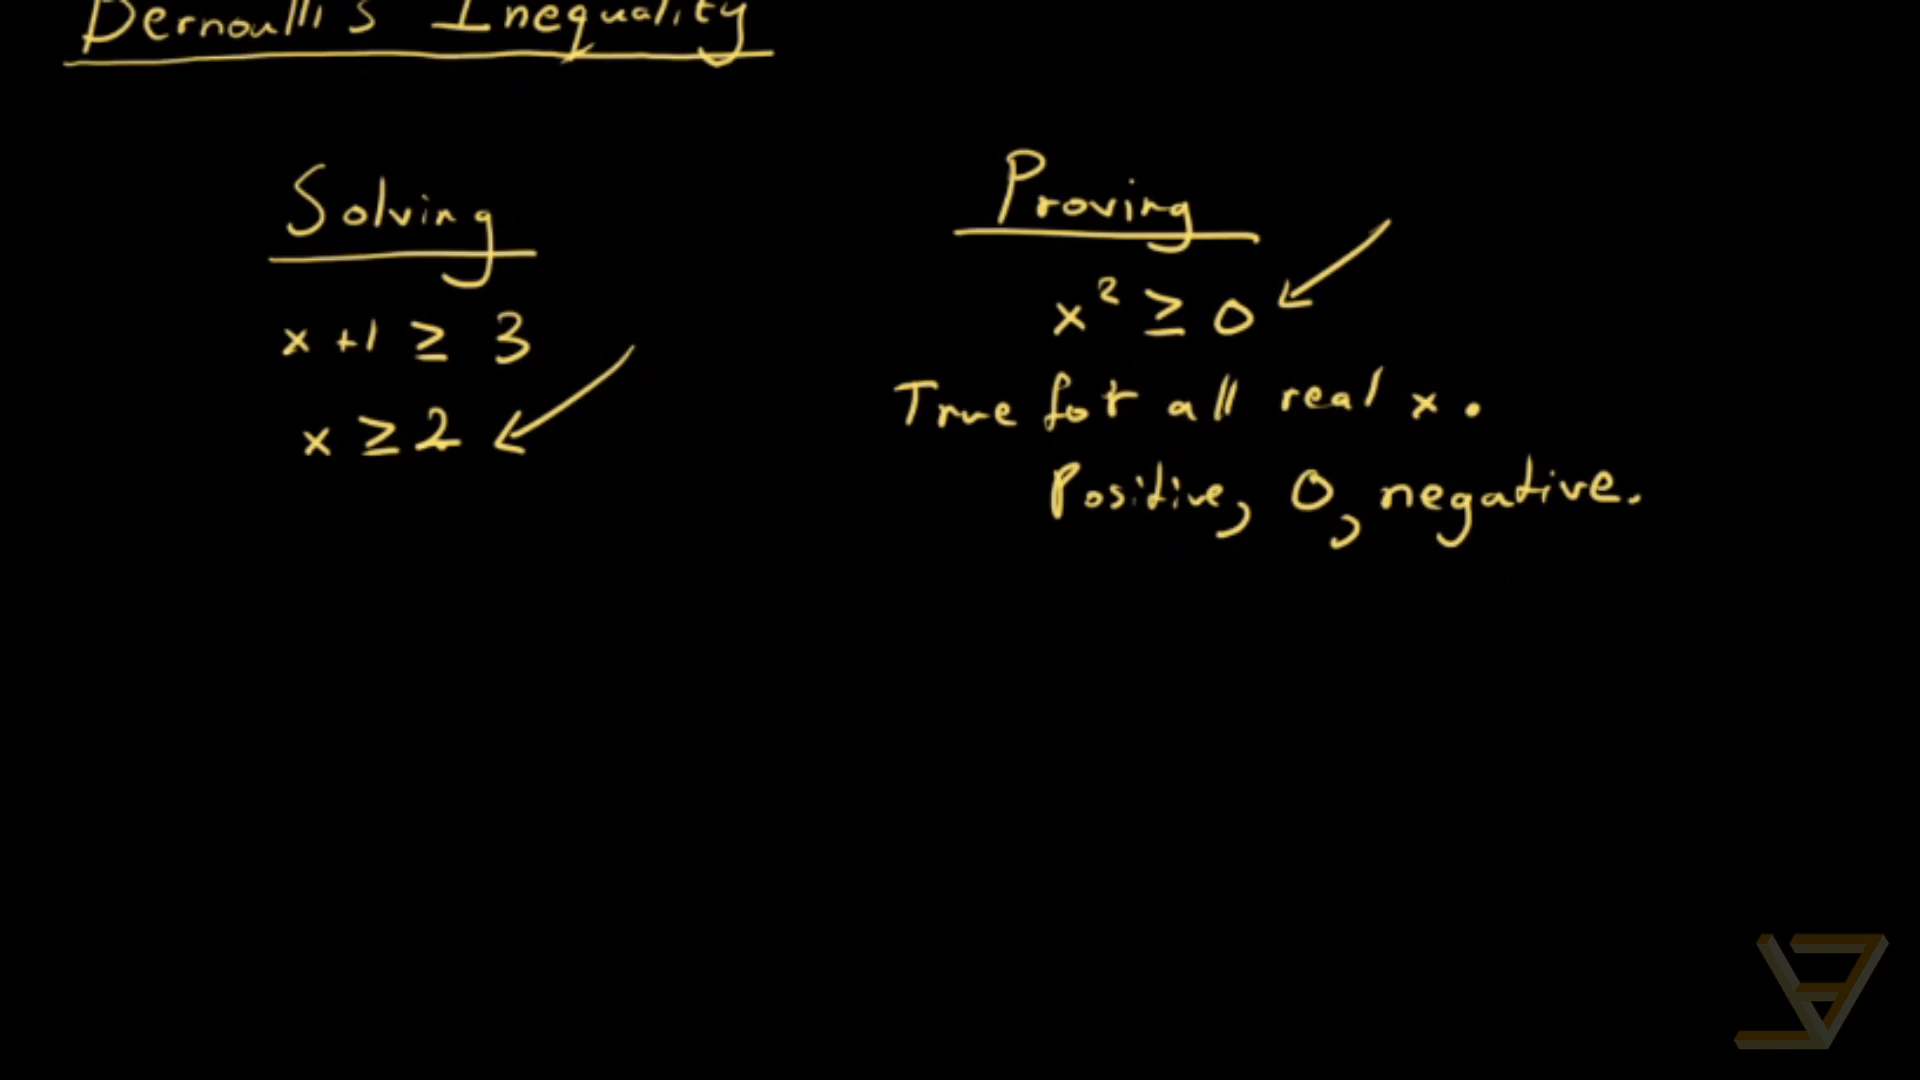 Bernoulli's Inequality
Solving
x + 1 ≥ 3
x ≥ 2
Proving
x² ≥ 0
True for all real x.
Positive, 0, negative.